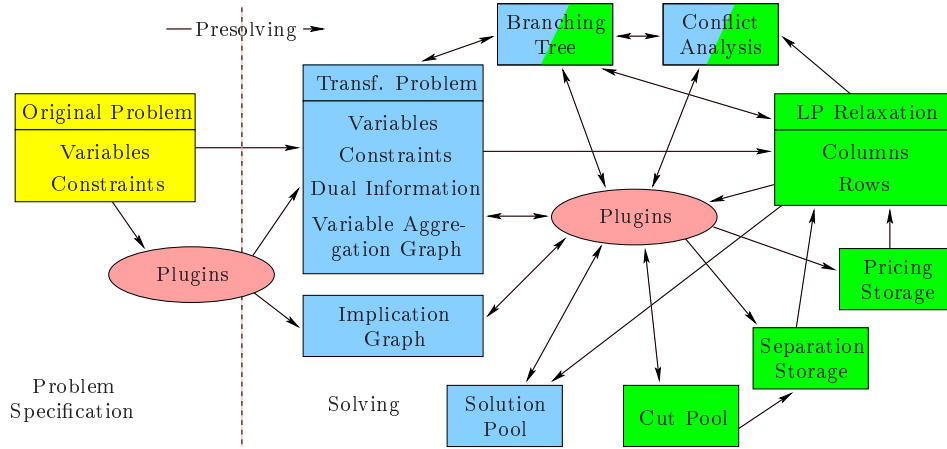 Presolving
Branching
Tree
Conflict
Analysis
Original Problem
Variables
Constraints
Transf. Problem
Variables
Constraints
Dual Information
Variable Aggre-
gation Graph
LP Relaxation
Columns
Rows
Plugins
Plugins
Pricing
Storage
Implication
Graph
Separation
Storage
Problem
Specification
Solving
Solution
Pool
Cut Pool